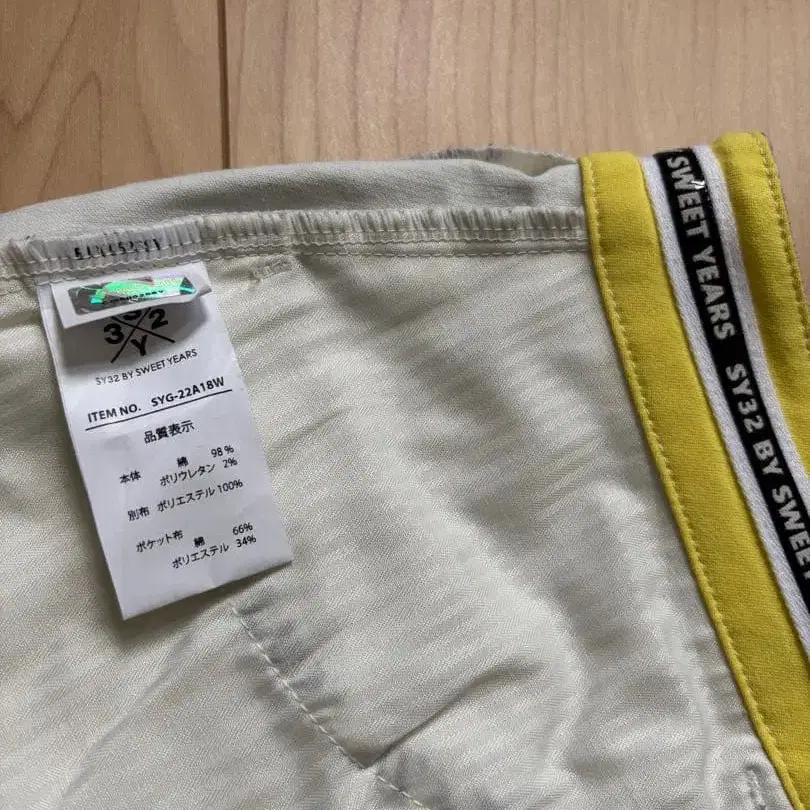 3 S 2
Y
SY32 BY SWEET YEARS
ITEM NO. SYG-22A18W
品質表示
本体 綿 98%
ポリウレタン 2%
別布 ポリエステル 100%
ポケット布 綿 66%
ポリエステル 34%
SWEET YEARS SY32 BY SWEET